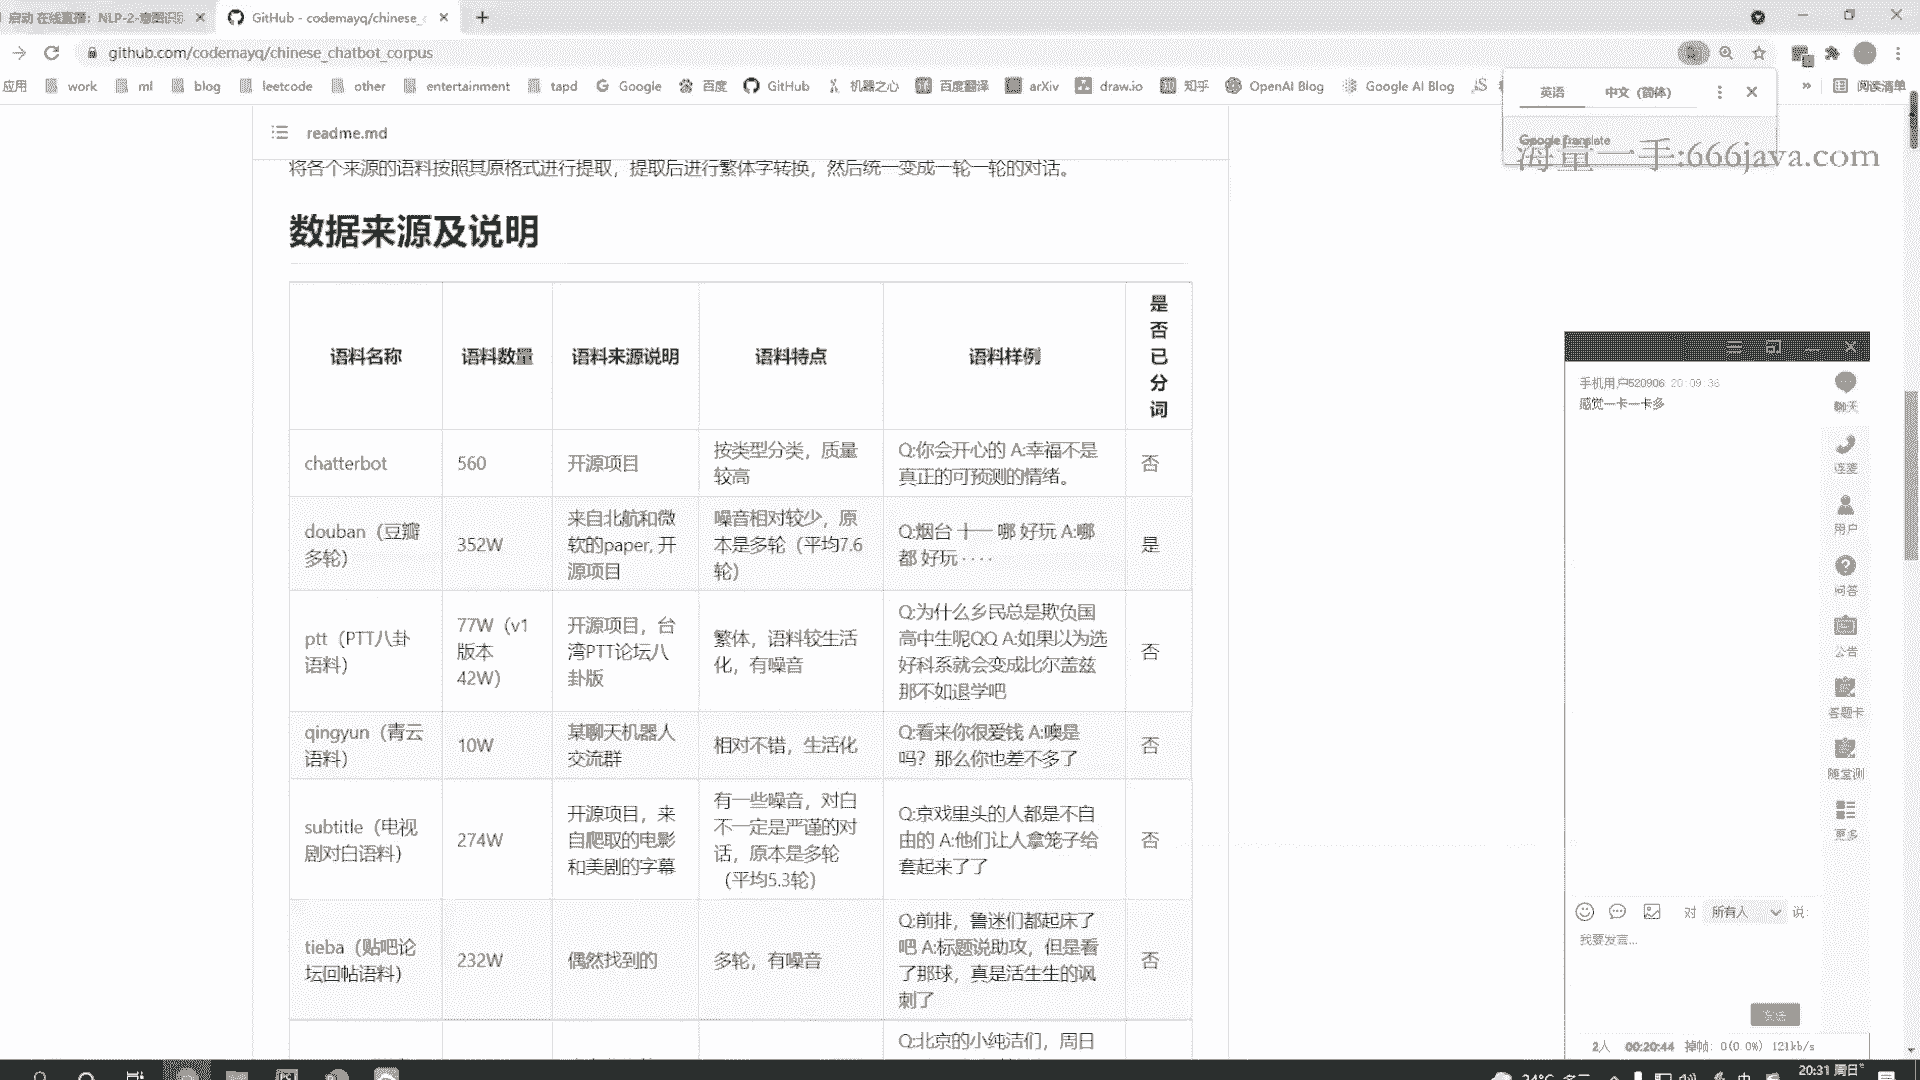 启动 在线直播：NLP-2-意图识别
GitHub - codemayq/chinese_c
github.com/codemayq/chinese_chatbot_corpus
应用 work ml blog leetcode other entertainment tapd Google 百度 GitHub 机器之心 百度翻译 arXiv draw.io 知乎 OpenAI Blog Google AI Blog » 阅读清单
英语 中文（简体）
Google Translate
海量一手:666java.com
readme.md
将各个来源的语料按照其原格式进行提取，提取后进行繁体字转换，然后统一变成一轮一轮的对话。
数据来源及说明
语料名称 语料数量 语料来源说明 语料特点 语料样例
是
否
已
分
词
chatterbot
560
开源项目
按类型分类，质量
较高
Q:你会开心的 A:幸福不是
真正的可预测的情绪。
否
douban（豆瓣
多轮）
352W
来自北航和微
软的paper, 开
源项目
噪音相对较少，原
本是多轮（平均7.6
轮）
Q:烟台 十一 哪 好玩 A:哪
都 好玩 · · · ·
是
ptt（PTT八卦
语料）
77W（v1
版本
42W）
开源项目，台
湾PTT论坛八
卦版
繁体，语料较生活
化，有噪音
Q:为什么乡民总是欺负国
高中生呢QQ A:如果以为选
好科系就会变成比尔盖兹
那不如退学吧
否
qingyun（青云
语料）
10W
某聊天机器人
交流群
相对不错，生活化
Q:看来你很爱钱 A:噢是
吗？那么你也差不多了
否
subtitle（电视
剧对白语料）
274W
开源项目，来
自爬取的电影
和美剧的字幕
有一些噪音，对白
不一定是严谨的对
话，原本是多轮
（平均5.3轮）
Q:京戏里头的人都是不自
由的 A:他们让人拿笼子给
套起来了了
否
tieba（贴吧论
坛回帖语料）
232W
偶然找到的
多轮，有噪音
Q:前排，鲁迷们都起床了
吧 A:标题说助攻，但是看
了那球，真是活生生的讽
刺了
否
Q:北京的小纯洁们，周日
手机用户520906 20:09:36
感觉一卡一卡多
聊天
连麦
用户
问答
公告
答题卡
随堂测
更多
对 所有人 说:
我要发言...
发送
2人 00:20:44 掉帧: 0(0.0%) 121kb/s
20:31 周日